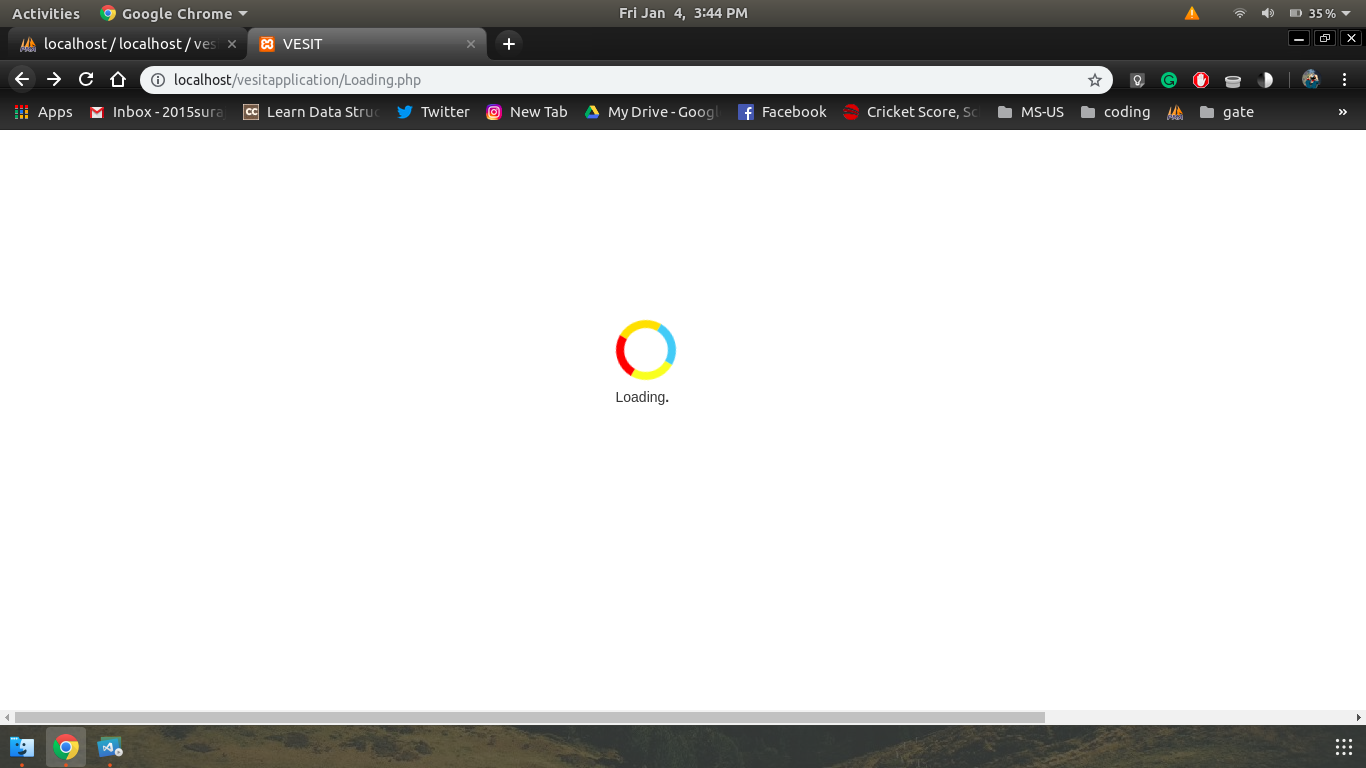 Activities Google Chrome Fri Jan 4, 3:44 PM 35%
localhost / localhost / ves VESIT
localhost/vesitapplication/Loading.php
Apps Inbox - 2015sura CC Learn Data Struc Twitter New Tab My Drive - Googl Facebook Cricket Score, Sc MS-US coding gate »
Loading.